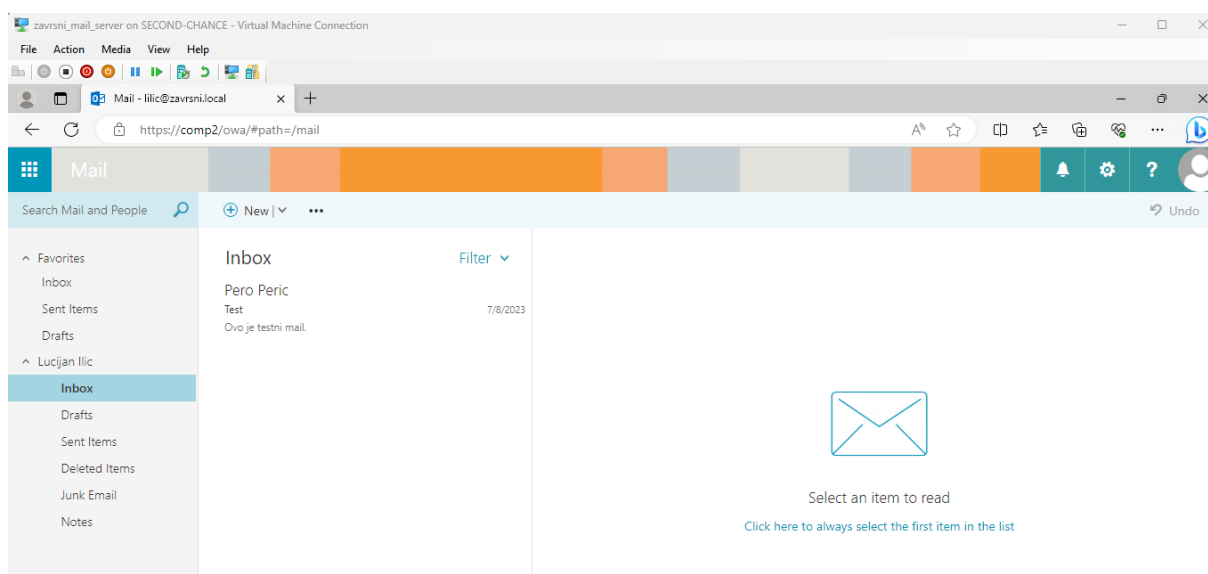 zavrsni_mail_server on SECOND-CHANCE - Virtual Machine Connection
File Action Media View Help
Mail - lilic@zavrsni.local
https://comp2/owa/#path=/mail
Mail
Search Mail and People
New
Undo
Favorites
Inbox
Sent Items
Drafts
Lucijan Ilic
Inbox
Drafts
Sent Items
Deleted Items
Junk Email
Notes
Inbox Filter
Pero Peric
Test 7/8/2023
Ovo je testni mail.
Select an item to read
Click here to always select the first item in the list